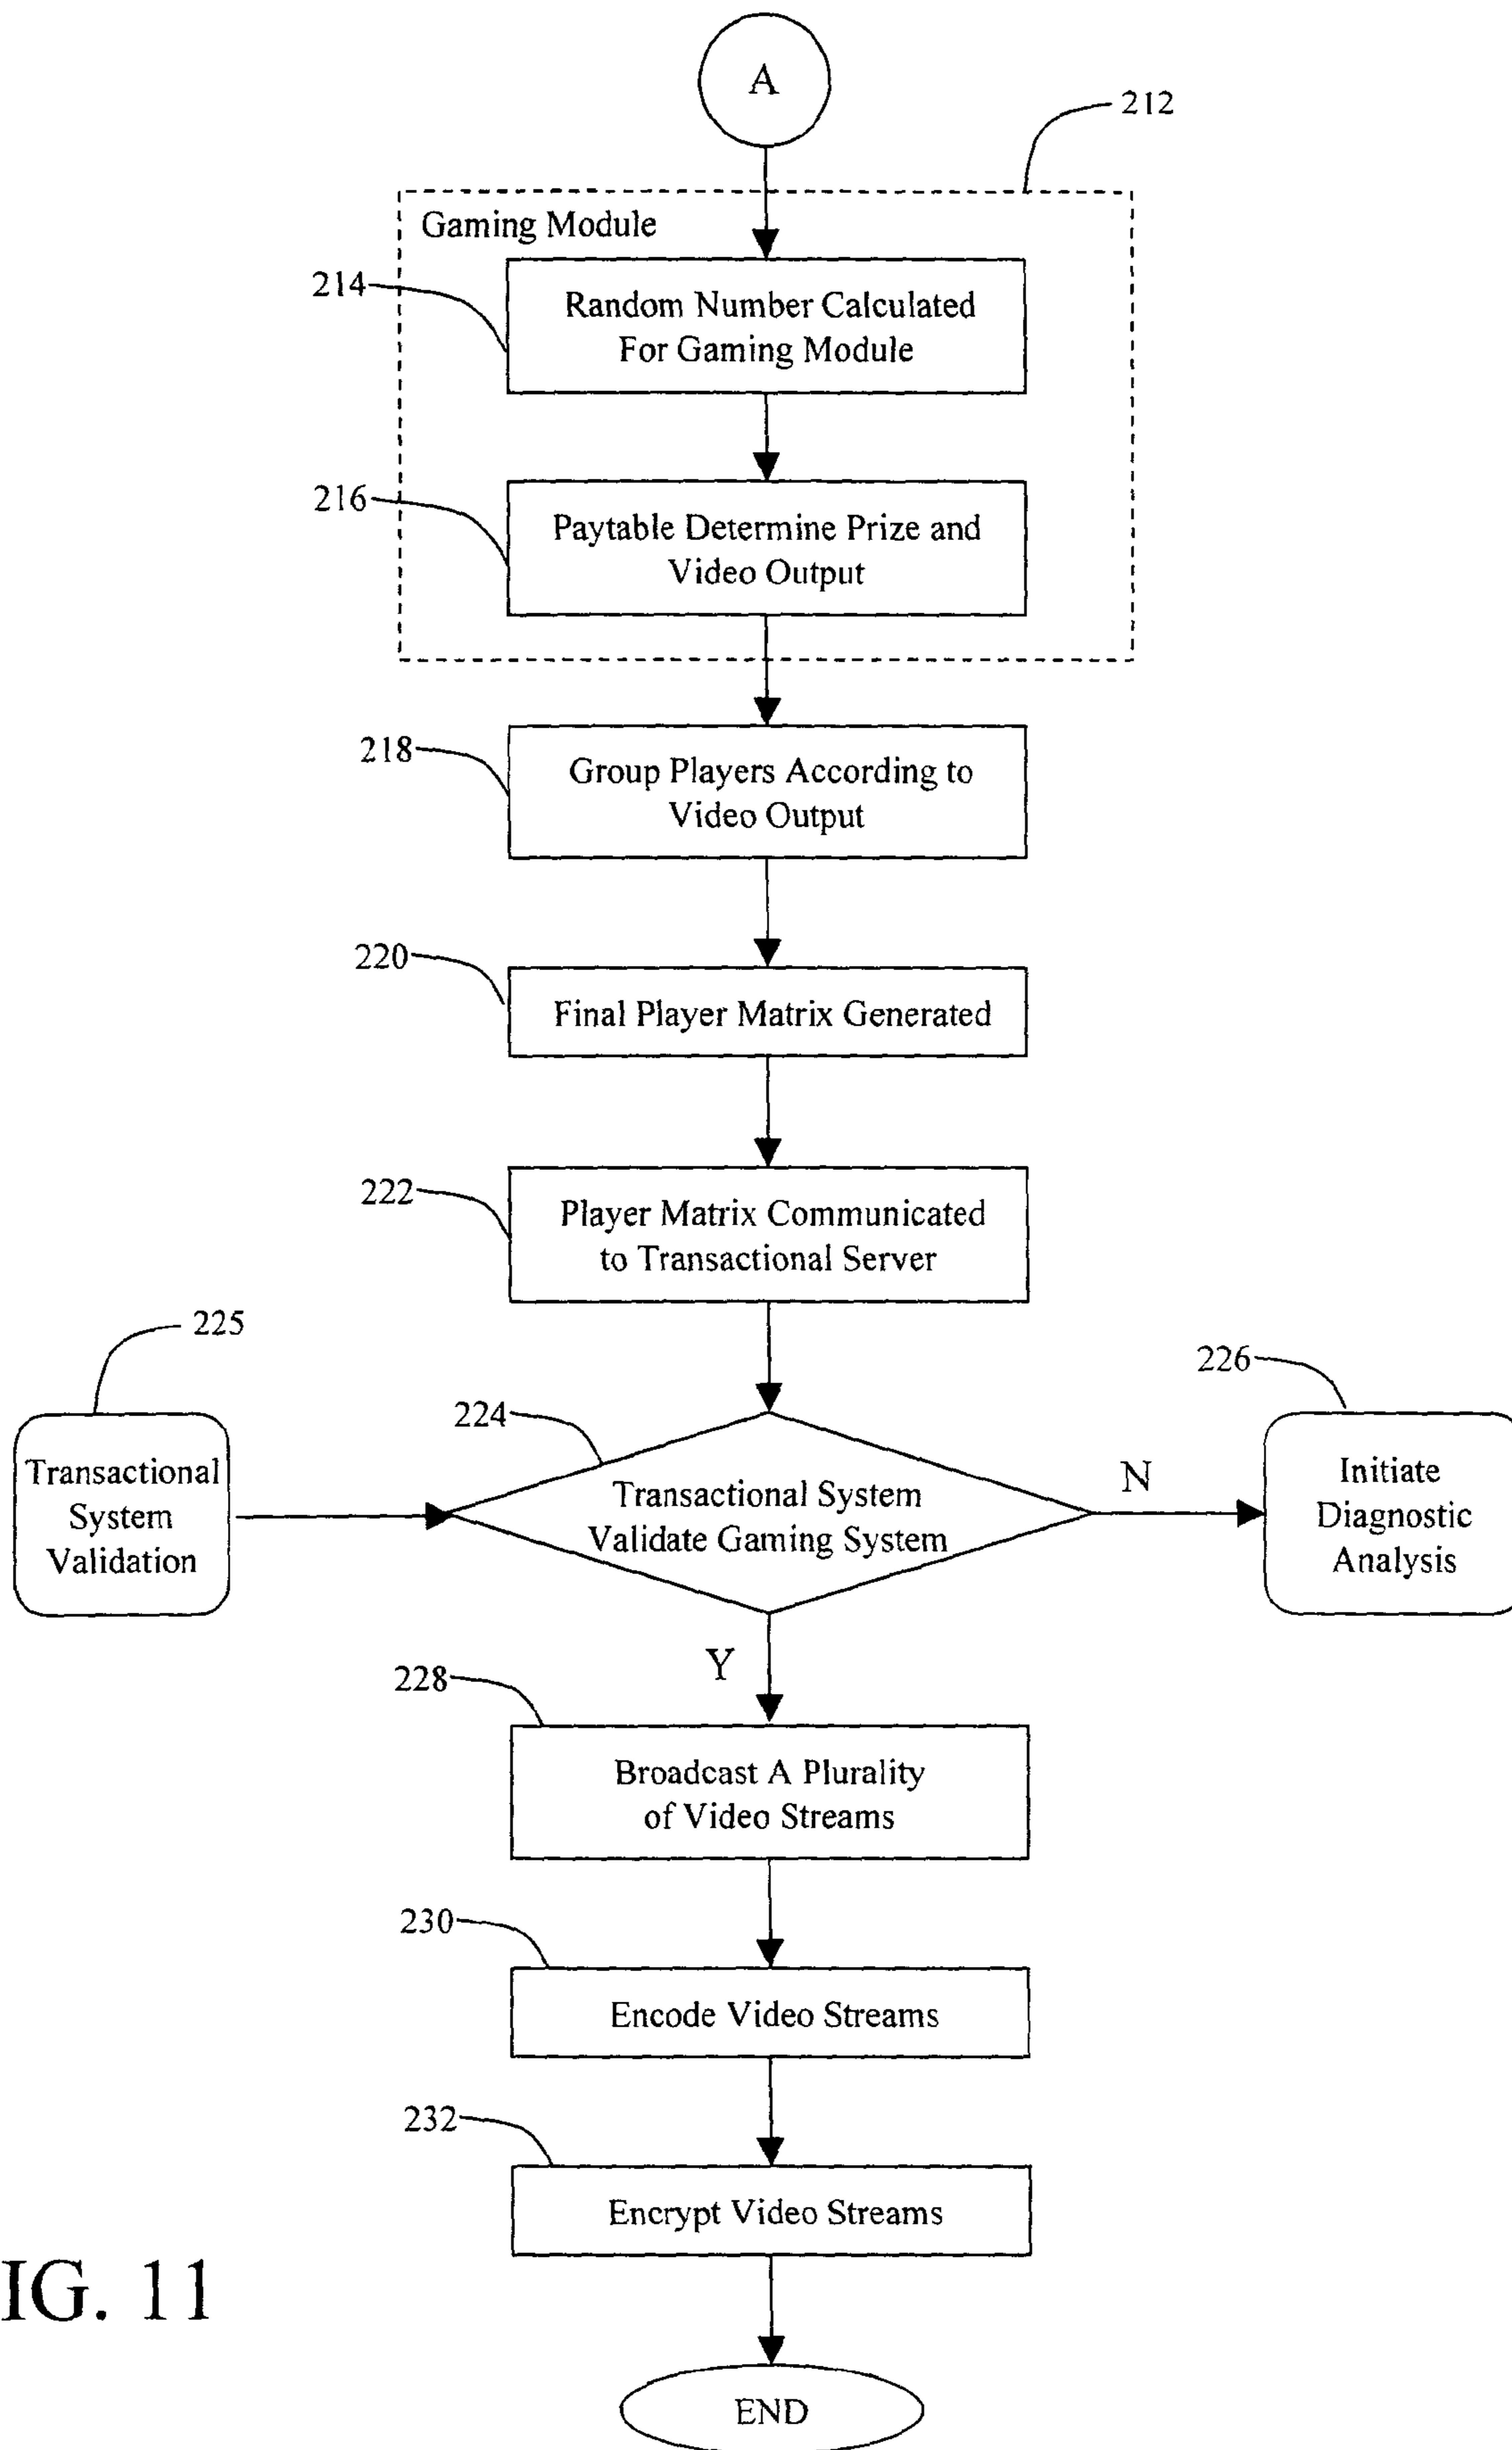 A
212
Gaming Module
214
Random Number Calculated
For Gaming Module
216
Paytable Determine Prize and
Video Output
218
Group Players According to
Video Output
220
Final Player Matrix Generated
222
Player Matrix Communicated
to Transactional Server
225
Transactional
System
Validation
224
Transactional System
Validate Gaming System
N
226
Initiate
Diagnostic
Analysis
Y
228
Broadcast A Plurality
of Video Streams
230
Encode Video Streams
232
Encrypt Video Streams
IG. 11
END